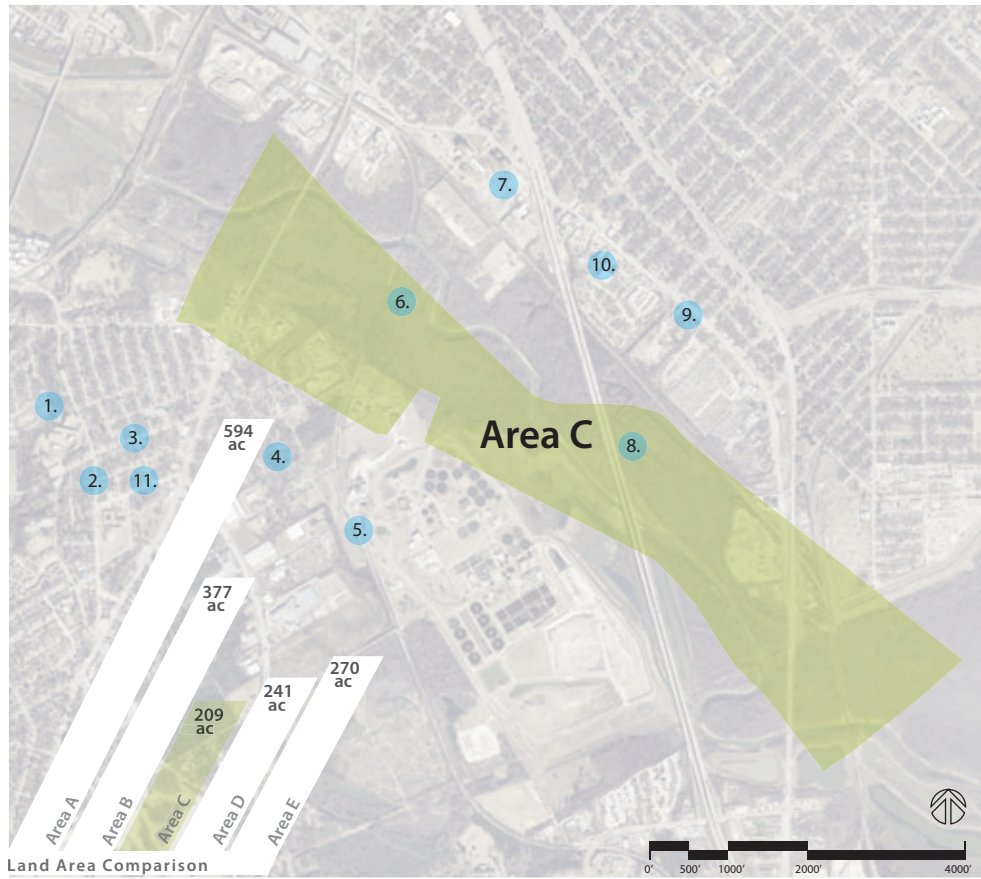 7.
10.
6.
9.
1.
594
ac
3.
Area C
8.
4.
2.
11.
5.
377
ac
270
ac
241
ac
209
ac
Area A
Area B
Area C
Area D
Area E
Land Area Comparison
0' 500' 1000' 2000' 4000'